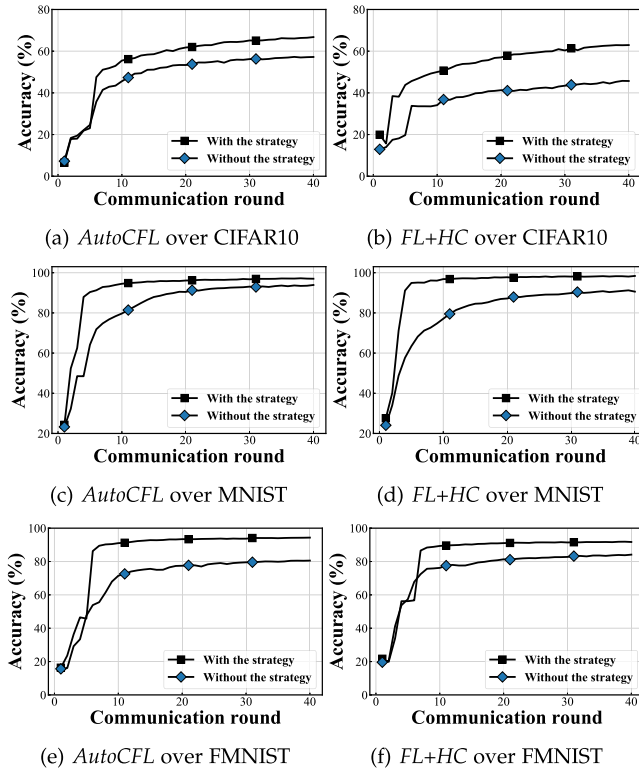 80
60
40
20
0
Accuracy (%)
With the strategy
Without the strategy
0 10 20 30 40
Communication round
(a) AutoCFL over CIFAR10
80
60
40
20
0
Accuracy (%)
With the strategy
Without the strategy
0 10 20 30 40
Communication round
(b) FL+HC over CIFAR10
100
80
60
40
20
Accuracy (%)
With the strategy
Without the strategy
0 10 20 30 40
Communication round
(c) AutoCFL over MNIST
100
80
60
40
20
Accuracy (%)
With the strategy
Without the strategy
0 10 20 30 40
Communication round
(d) FL+HC over MNIST
100
80
60
40
20
0
Accuracy (%)
With the strategy
Without the strategy
0 10 20 30 40
Communication round
(e) AutoCFL over FMNIST
100
80
60
40
20
0
Accuracy (%)
With the strategy
Without the strategy
0 10 20 30 40
Communication round
(f) FL+HC over FMNIST